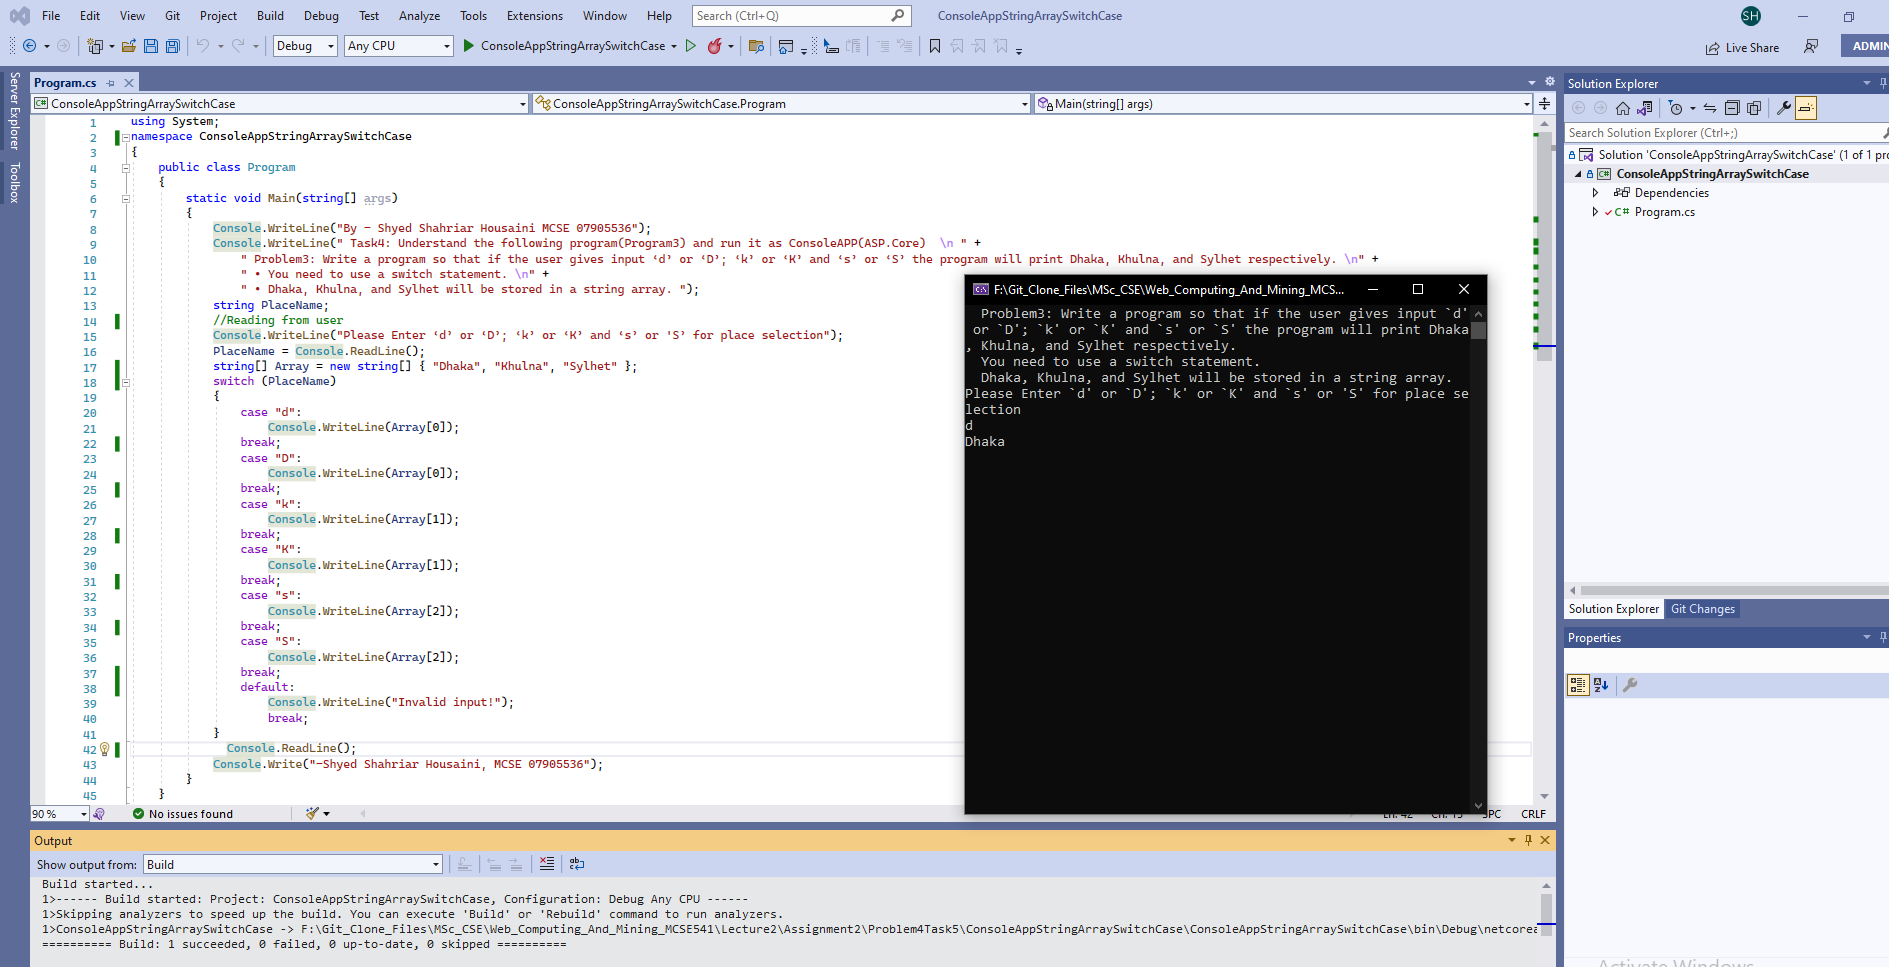 File Edit View Git Project Build Debug Test Analyze Tools Extensions Window Help Search (Ctrl+Q) ConsoleAppStringArraySwitchCase SH
Debug Any CPU ConsoleAppStringArraySwitchCase Live Share ADMIN
Server Explorer
Toolbox
Program.cs
ConsoleAppStringArraySwitchCase ConsoleAppStringArraySwitchCase.Program Main(string[] args)
1 using System;
2 namespace ConsoleAppStringArraySwitchCase
3 {
4 public class Program
5 {
6 static void Main(string[] args)
7 {
8 Console.WriteLine("By - Shyed Shahriar Housaini MCSE 07905536");
9 Console.WriteLine(" Task4: Understand the following program(Program3) and run it as ConsoleAPP(ASP.Core)  \n " +
10 " Problem3: Write a program so that if the user gives input ‘d’ or ‘D’; ‘k’ or ‘K’ and ‘s’ or ‘S’ the program will print Dhaka, Khulna, and Sylhet respectively. \n" +
11 " • You need to use a switch statement. \n" +
12 " • Dhaka, Khulna, and Sylhet will be stored in a string array. ");
13 string PlaceName;
14 //Reading from user
15 Console.WriteLine("Please Enter ‘d’ or ‘D’; ‘k’ or ‘K’ and ‘s’ or 'S’ for place selection");
16 PlaceName = Console.ReadLine();
17 string[] Array = new string[] { "Dhaka", "Khulna", "Sylhet" };
18 switch (PlaceName)
19 {
20 case "d":
21 Console.WriteLine(Array[0]);
22 break;
23 case "D":
24 Console.WriteLine(Array[0]);
25 break;
26 case "k":
27 Console.WriteLine(Array[1]);
28 break;
29 case "K":
30 Console.WriteLine(Array[1]);
31 break;
32 case "s":
33 Console.WriteLine(Array[2]);
34 break;
35 case "S":
36 Console.WriteLine(Array[2]);
37 break;
38 default:
39 Console.WriteLine("Invalid input!");
40 break;
41 }
42 Console.ReadLine();
43 Console.Write("-Shyed Shahriar Housaini, MCSE 07905536");
44 }
45 }
90 % No issues found SPC CRLF
F:\Git_Clone_Files\MSc_CSE\Web_Computing_And_Mining_MCS...
Problem3: Write a program so that if the user gives input `d'
or `D'; `k' or `K' and `s' or `S' the program will print Dhaka
, Khulna, and Sylhet respectively.
You need to use a switch statement.
Dhaka, Khulna, and Sylhet will be stored in a string array.
Please Enter `d' or `D'; `k' or `K' and `s' or 'S' for place se
lection
d
Dhaka
Solution Explorer
Search Solution Explorer (Ctrl+;)
Solution 'ConsoleAppStringArraySwitchCase' (1 of 1 pro
ConsoleAppStringArraySwitchCase
Dependencies
C# Program.cs
Solution Explorer Git Changes
Properties
Output
Show output from: Build
Build started...
1>------ Build started: Project: ConsoleAppStringArraySwitchCase, Configuration: Debug Any CPU ------
1>Skipping analyzers to speed up the build. You can execute 'Build' or 'Rebuild' command to run analyzers.
1>ConsoleAppStringArraySwitchCase -> F:\Git_Clone_Files\MSc_CSE\Web_Computing_And_Mining_MCSE541\Lecture2\Assignment2\Problem4Task5\ConsoleAppStringArraySwitchCase\ConsoleAppStringArraySwitchCase\bin\Debug\netcorea
========== Build: 1 succeeded, 0 failed, 0 up-to-date, 0 skipped ==========
Activate Windows